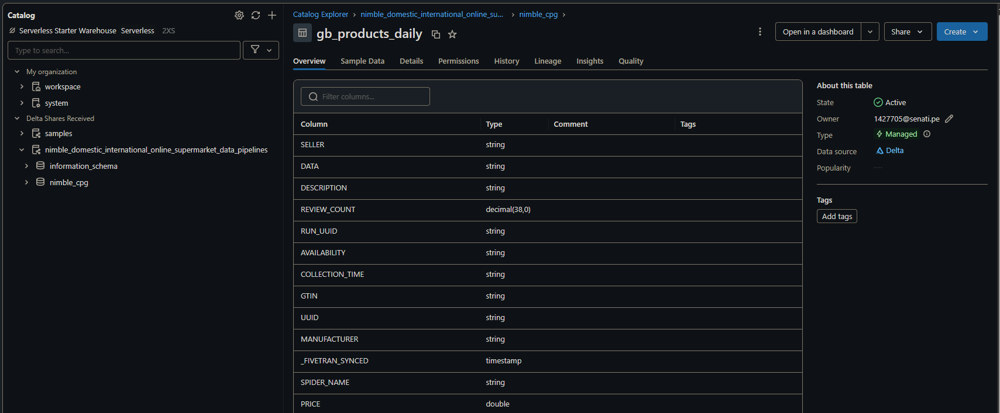 Catalog
Serverless Starter Warehouse Serverless 2XS
Type to search...
My organization
workspace
system
Delta Shares Received
samples
nimble_domestic_international_online_supermarket_data_pipelines
information_schema
nimble_cpg
Catalog Explorer > nimble_domestic_international_online_su... > nimble_cpg >
gb_products_daily
Open in a dashboard
Share
Create
Overview Sample Data Details Permissions History Lineage Insights Quality
Filter columns...
Column Type Comment Tags
SELLER string
DATA string
DESCRIPTION string
REVIEW_COUNT decimal(38,0)
RUN_UUID string
AVAILABILITY string
COLLECTION_TIME string
GTIN string
UUID string
MANUFACTURER string
_FIVETRAN_SYNCED timestamp
SPIDER_NAME string
PRICE double
About this table
State Active
Owner 1427705@senati.pe
Type Managed
Data source Delta
Popularity
Tags
Add tags